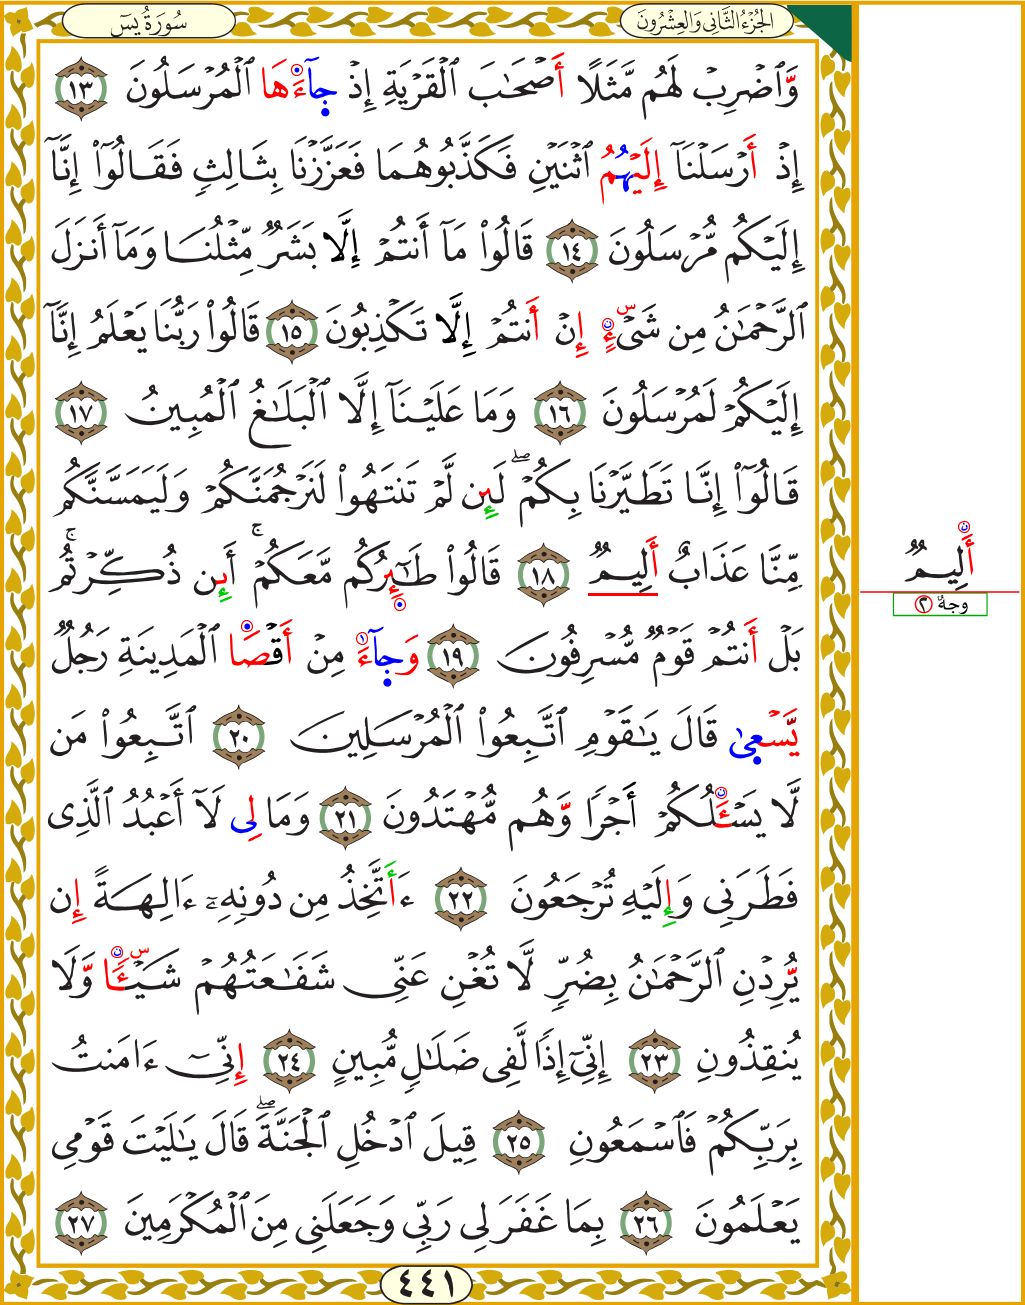 سُورَةُ يسٓ
الجُزْءُ الثَّانِي وَالعِشْرُونَ
وَّٱضۡرِبۡ لَهُم مَّثَلًا أَصۡحَٰبَ ٱلۡقَرۡيَةِ إِذۡ جَآءَهَا ٱلۡمُرۡسَلُونَ ١٣
إِذۡ أَرۡسَلۡنَآ إِلَيۡهُمُ ٱثۡنَيۡنِ فَكَذَّبُوهُمَا فَعَزَّزۡنَا بِثَالِثٖ فَقَالُوٓاْ إِنَّآ
إِلَيۡكُم مُّرۡسَلُونَ ١٤ قَالُواْ مَآ أَنتُمۡ إِلَّا بَشَرٞ مِّثۡلُنَا وَمَآ أَنزَلَ
ٱلرَّحۡمَٰنُ مِن شَيۡءٍ إِنۡ أَنتُمۡ إِلَّا تَكۡذِبُونَ ١٥ قَالُواْ رَبُّنَا يَعۡلَمُ إِنَّآ
إِلَيۡكُمۡ لَمُرۡسَلُونَ ١٦ وَمَا عَلَيۡنَآ إِلَّا ٱلۡبَلَٰغُ ٱلۡمُبِينُ ١٧
قَالُوٓاْ إِنَّا تَطَيَّرۡنَا بِكُمۡۖ لَئِن لَّمۡ تَنتَهُواْ لَنَرۡجُمَنَّكُمۡ وَلَيَمَسَّنَّكُم
مِّنَّا عَذَابٌ أَلِيمٞ ١٨ قَالُواْ طَٰٓئِرُكُم مَّعَكُمۡۚ أَئِن ذُكِّرۡتُمۚ
بَلۡ أَنتُمۡ قَوۡمٞ مُّسۡرِفُونَ ١٩ وَجَآءَ مِنۡ أَقۡصَا ٱلۡمَدِينَةِ رَجُلٞ
يَّسۡعَىٰ قَالَ يَٰقَوۡمِ ٱتَّبِعُواْ ٱلۡمُرۡسَلِينَ ٢٠ ٱتَّبِعُواْ مَن
لَّا يَسۡـَٔلُكُمۡ أَجۡرٗا وَّهُم مُّهۡتَدُونَ ٢١ وَمَا لِي لَآ أَعۡبُدُ ٱلَّذِي
فَطَرَنِي وَإِلَيۡهِ تُرۡجَعُونَ ٢٢ ءَأَتَّخِذُ مِن دُونِهِۦٓ ءَالِهَةً إِن
يُّرِدۡنِ ٱلرَّحۡمَٰنُ بِضُرّٖ لَّا تُغۡنِ عَنِّي شَفَٰعَتُهُمۡ شَيۡـٔٗا وَّلَا
يُنقِذُونِ ٢٣ إِنِّيٓ إِذٗا لَّفِي ضَلَٰلٖ مُّبِينٍ ٢٤ إِنِّيٓ ءَامَنتُ
بِرَبِّكُمۡ فَٱسۡمَعُونِ ٢٥ قِيلَ ٱدۡخُلِ ٱلۡجَنَّةَۖ قَالَ يَٰلَيۡتَ قَوۡمِي
يَعۡلَمُونَ ٢٦ بِمَا غَفَرَ لِي رَبِّي وَجَعَلَنِي مِنَ ٱلۡمُكۡرَمِينَ ٢٧
٤٤١
أَلِيمٞ
وجهٌ ٢